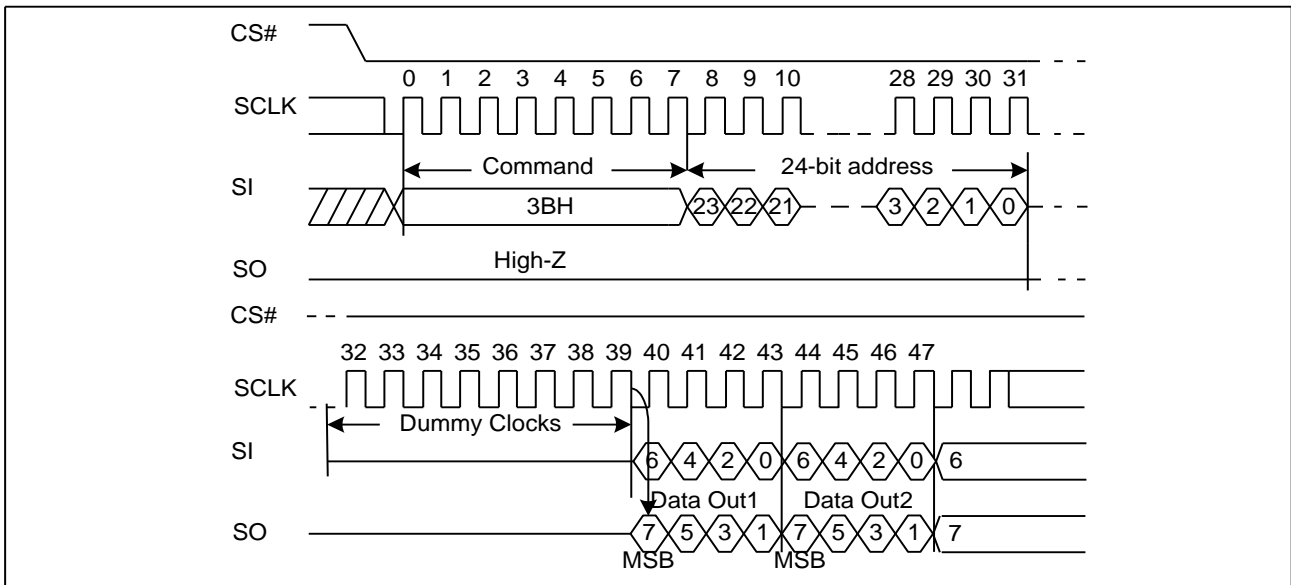 CS#
0 1 2 3 4 5 6 7 8 9 10 28 29 30 31
SCLK
Command 24-bit address
SI
3BH 23 22 21 3 2 1 0
High-Z
SO
CS#
32 33 34 35 36 37 38 39 40 41 42 43 44 45 46 47
SCLK
Dummy Clocks
SI
6 4 2 0 6 4 2 0 6
Data Out1 Data Out2
SO
7 5 3 1 7 5 3 1 7
MSB MSB